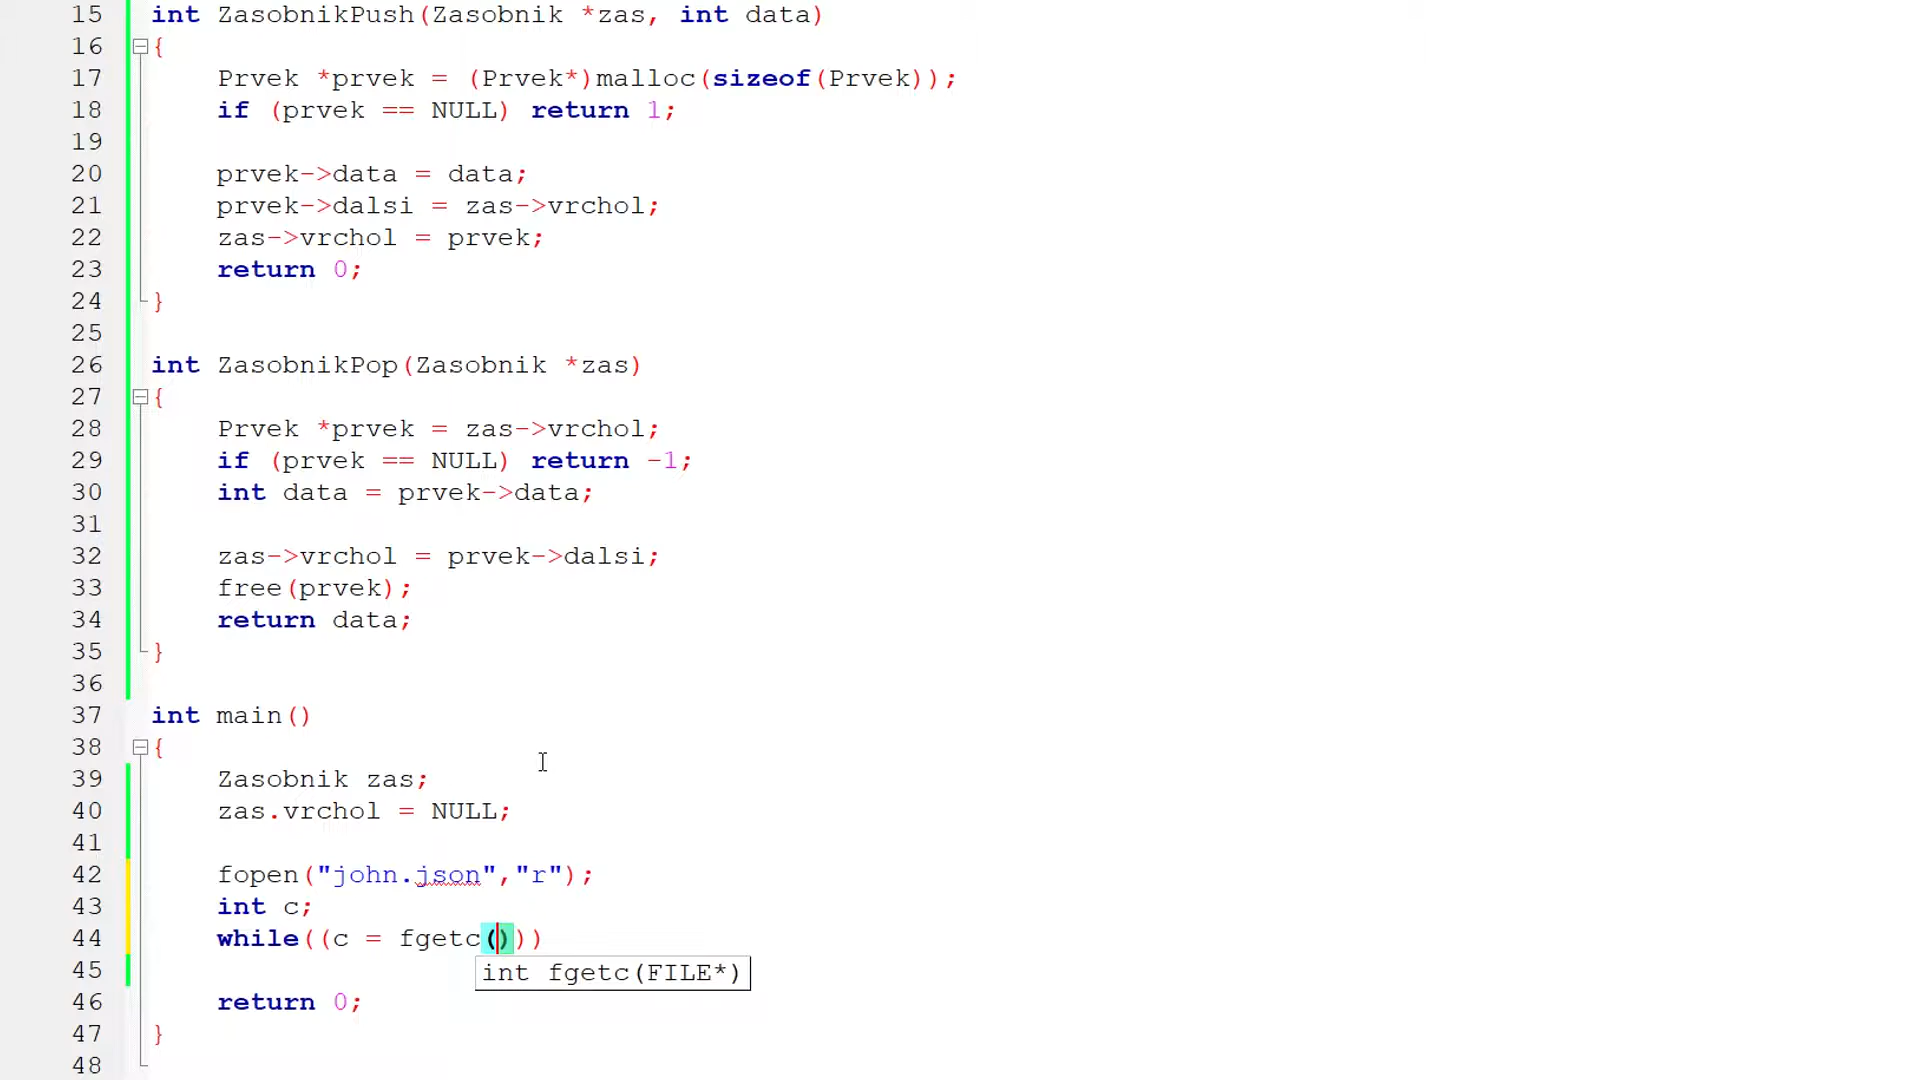 15 int ZasobnikPush(Zasobnik *zas, int data)
16 {
17 Prvek *prvek = (Prvek*)malloc(sizeof(Prvek));
18 if (prvek == NULL) return 1;
19
20 prvek->data = data;
21 prvek->dalsi = zas->vrchol;
22 zas->vrchol = prvek;
23 return 0;
24 }
25
26 int ZasobnikPop(Zasobnik *zas)
27 {
28 Prvek *prvek = zas->vrchol;
29 if (prvek == NULL) return -1;
30 int data = prvek->data;
31
32 zas->vrchol = prvek->dalsi;
33 free(prvek);
34 return data;
35 }
36
37 int main()
38 {
39 Zasobnik zas;
40 zas.vrchol = NULL;
41
42 fopen("john.json","r");
43 int c;
44 while((c = fgetc()))
45 int fgetc(FILE*)
46 return 0;
47 }
48